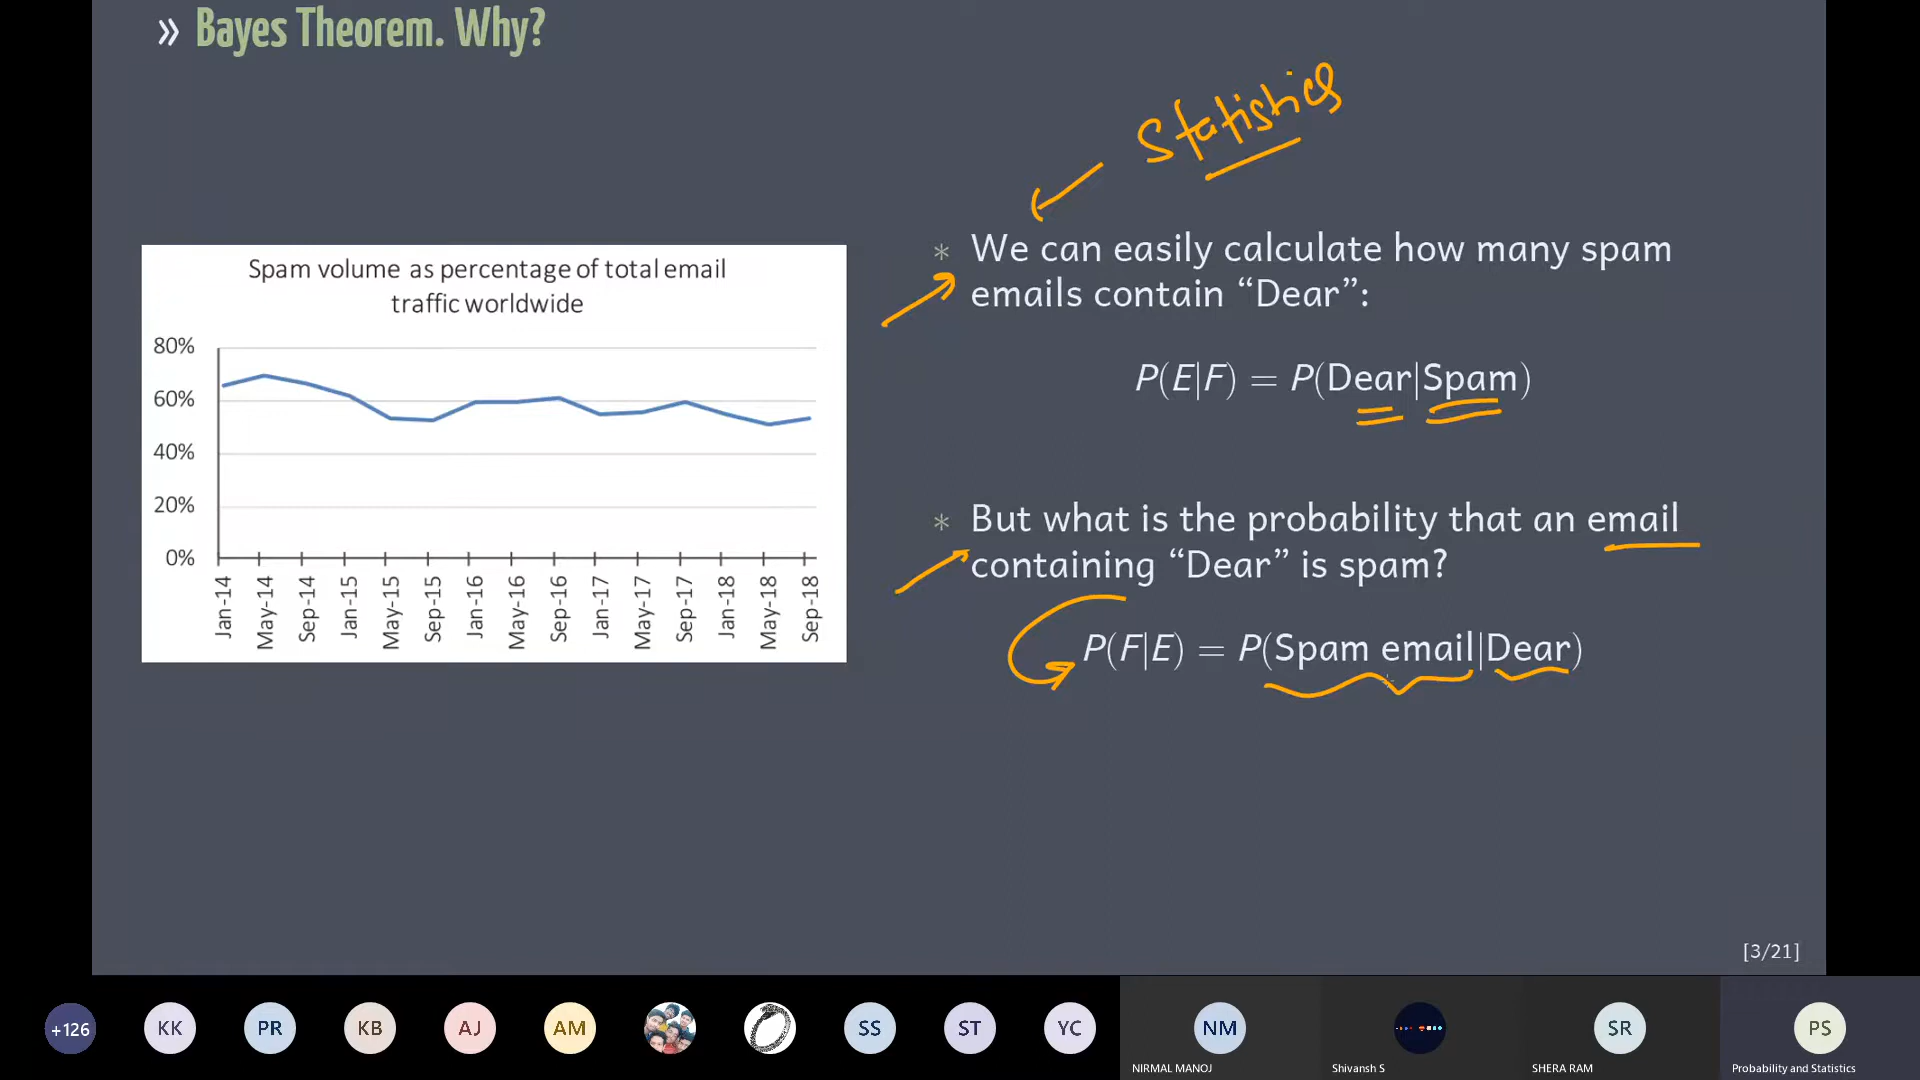 » Bayes Theorem. Why?
Statistics
Spam volume as percentage of total email
traffic worldwide
80%
60%
40%
20%
0%
Jan-14
May-14
Sep-14
Jan-15
May-15
Sep-15
Jan-16
May-16
Sep-16
Jan-17
May-17
Sep-17
Jan-18
May-18
Sep-18
* We can easily calculate how many spam
emails contain “Dear”:
P(E|F) = P(Dear|Spam)
* But what is the probability that an email
containing “Dear” is spam?
P(F|E) = P(Spam email|Dear)
[3/21]
+126
KK
PR
KB
AJ
AM
SS
ST
YC
NM
SR
PS
NIRMAL MANOJ
Shivansh S
SHERA RAM
Probability and Statistics